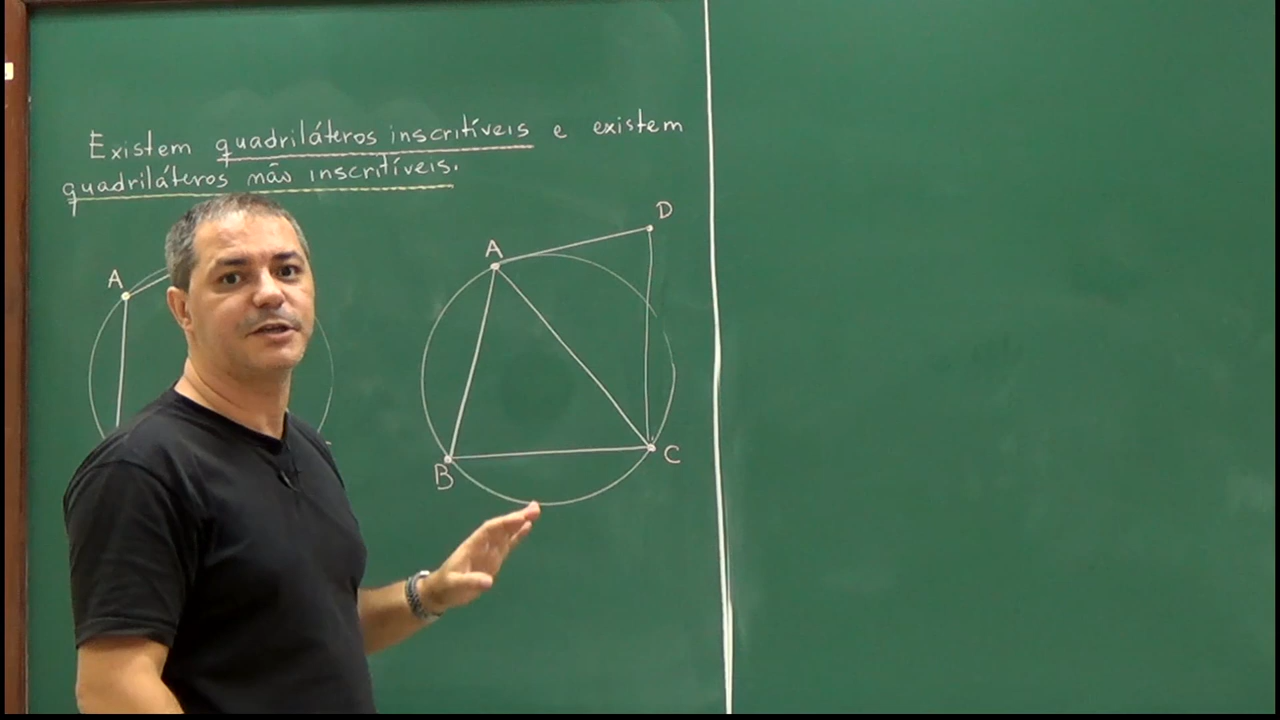 Existem quadriláteros inscritíveis e existem
quadriláteros não inscritíveis.
D
A
A
B
C